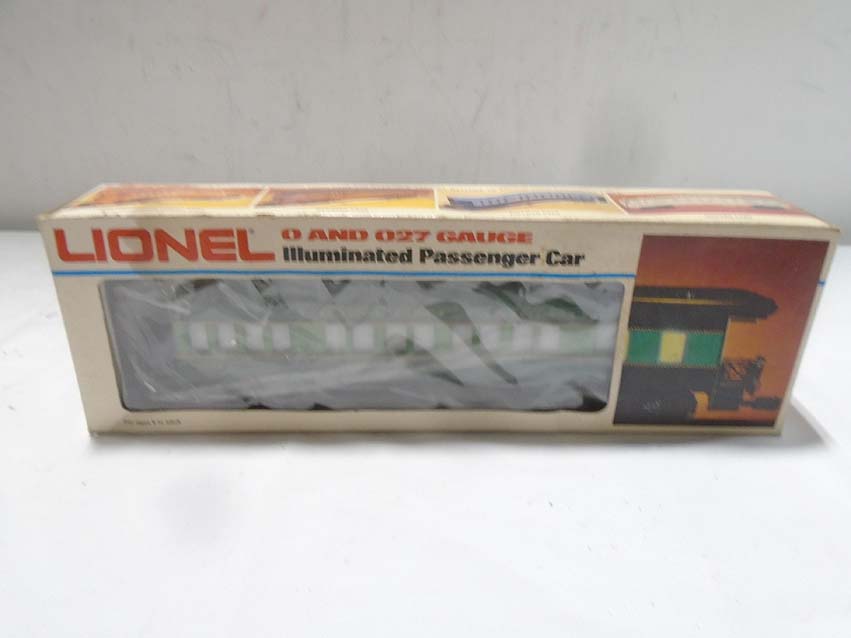 LIONEL
O AND O27 GAUGE
Illuminated Passenger Car